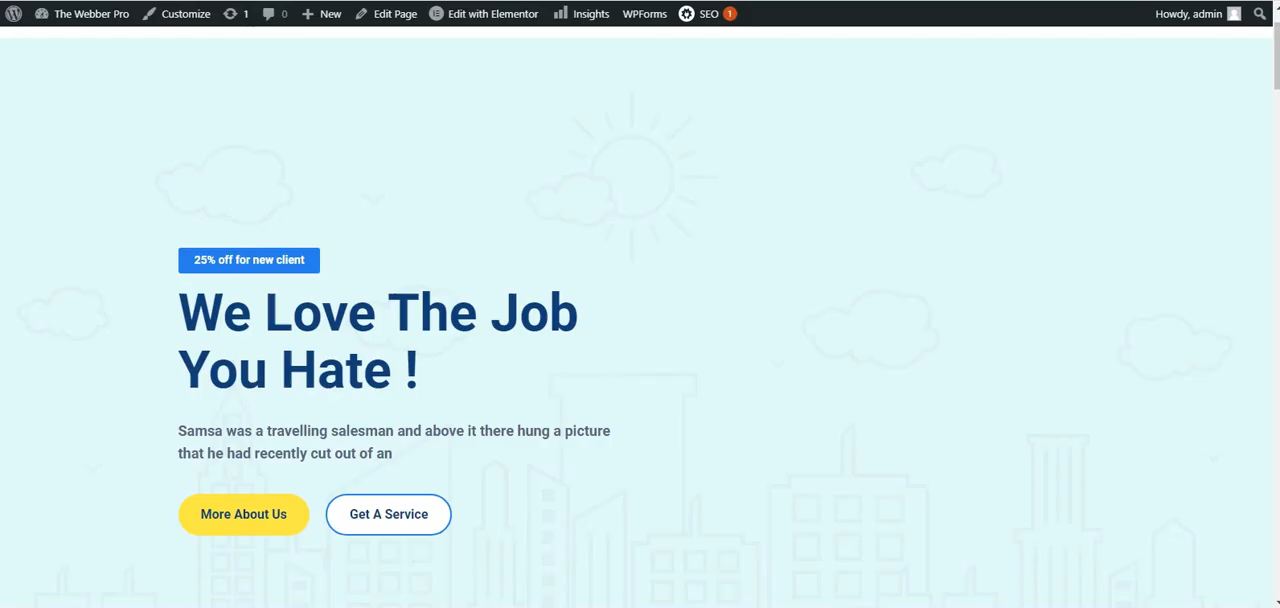 The Webber Pro Customize 1 0 New Edit Page Edit with Elementor Insights WPForms SEO 1 Howdy, admin
25% off for new client
We Love The Job
You Hate !
Samsa was a travelling salesman and above it there hung a picture
that he had recently cut out of an
More About Us Get A Service